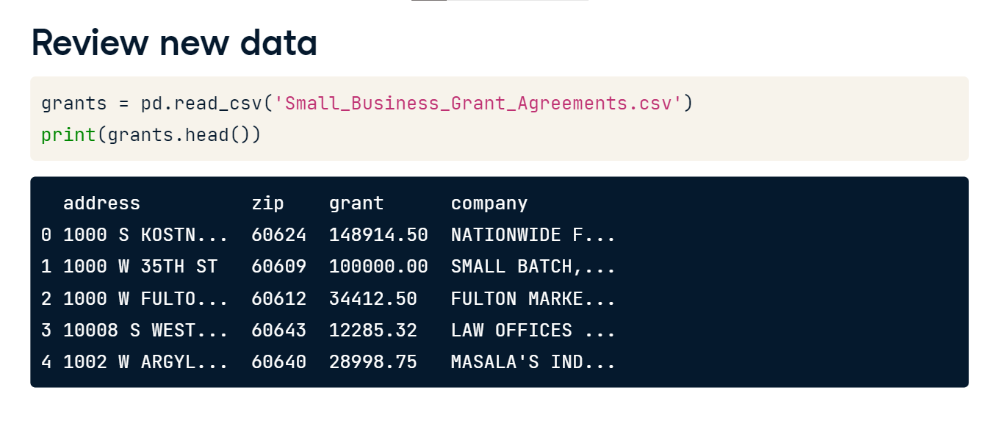 Review new data
grants = pd.read_csv('Small_Business_Grant_Agreements.csv')
print(grants.head())
address zip grant company
0 1000 S KOSTN... 60624 148914.50 NATIONWIDE F...
1 1000 W 35TH ST 60609 100000.00 SMALL BATCH,...
2 1000 W FULTO... 60612 34412.50 FULTON MARKE...
3 10008 S WEST... 60643 12285.32 LAW OFFICES ...
4 1002 W ARGYL... 60640 28998.75 MASALA'S IND...